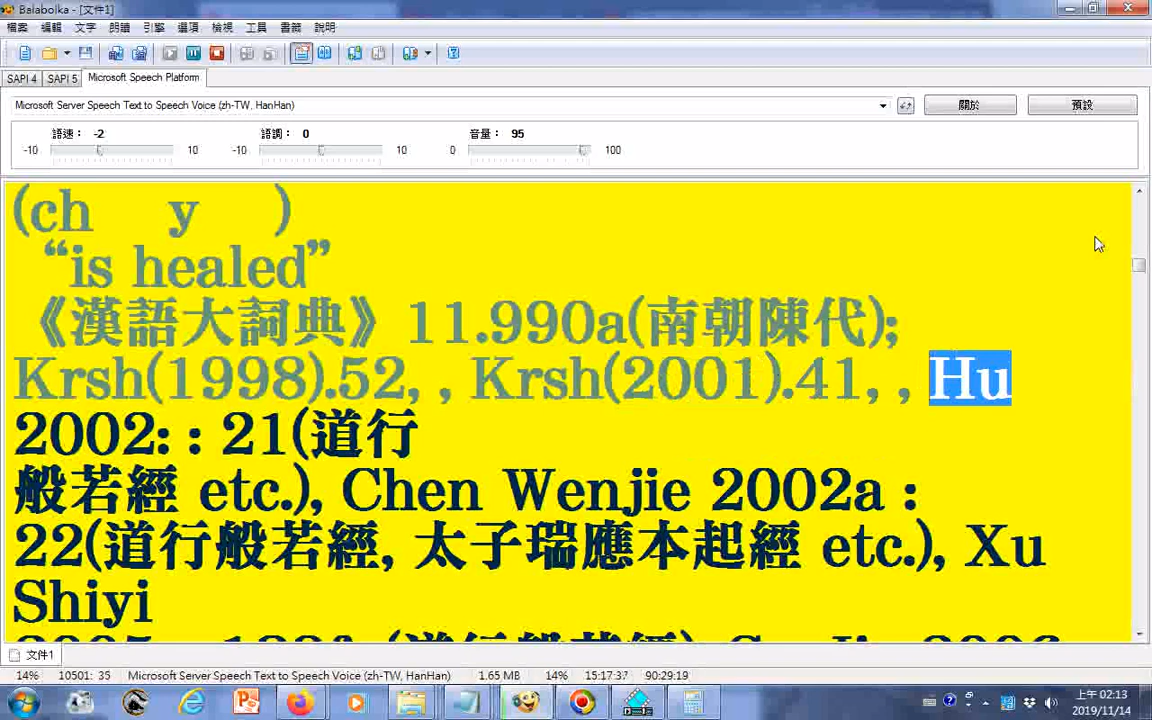 Balabolka - [文件1]
檔案 編輯 文字 朗讀 引擎 選項 檢視 工具 書籤 說明
SAPI 4 SAPI 5 Microsoft Speech Platform
Microsoft Server Speech Text to Speech Voice (zh-TW, HanHan) 關於 預設
語速： -2 語調： 0 音量： 95
-10 10 -10 10 0 100
(ch y )
“is healed”
《漢語大詞典》11.990a(南朝陳代);
Krsh(1998).52, , Krsh(2001).41, , Hu
2002: : 21(道行
般若經 etc.), Chen Wenjie 2002a :
22(道行般若經, 太子瑞應本起經 etc.), Xu
Shiyi
文件1
14% 10501: 35 Microsoft Server Speech Text to Speech Voice (zh-TW, HanHan) 1.65 MB 14% 15:17:37 90:29:19
上午 02:13
2019/11/14